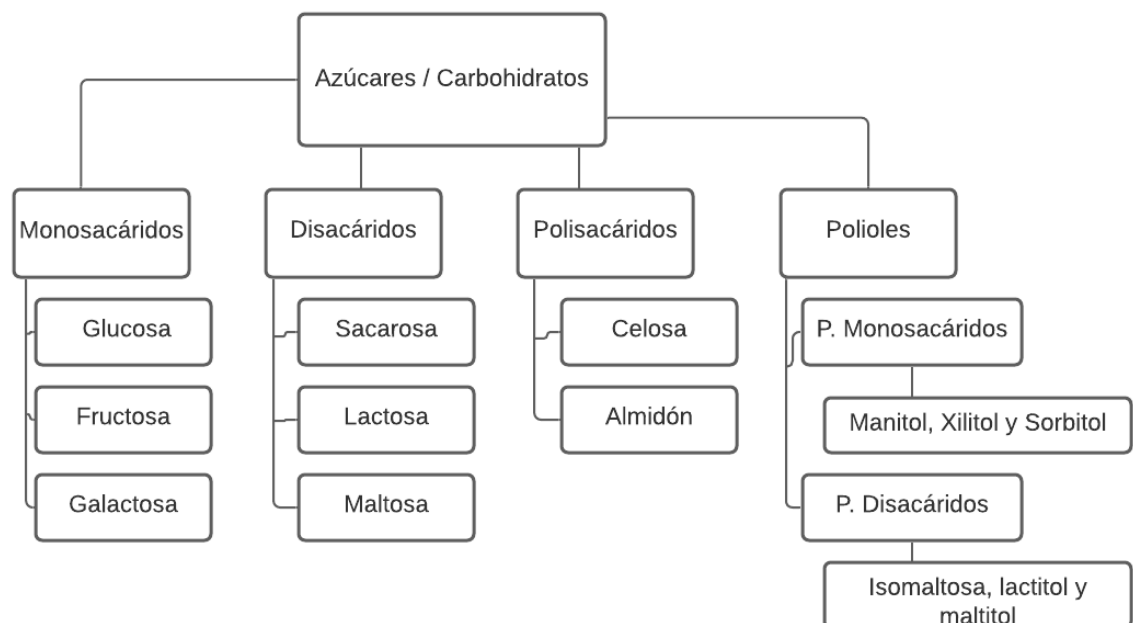 Azúcares / Carbohidratos
Monosacáridos
Disacáridos
Polisacáridos
Polioles
Glucosa
Sacarosa
Celosa
P. Monosacáridos
Fructosa
Lactosa
Almidón
Manitol, Xilitol y Sorbitol
Galactosa
Maltosa
P. Disacáridos
Isomaltosa, lactitol y
maltitol